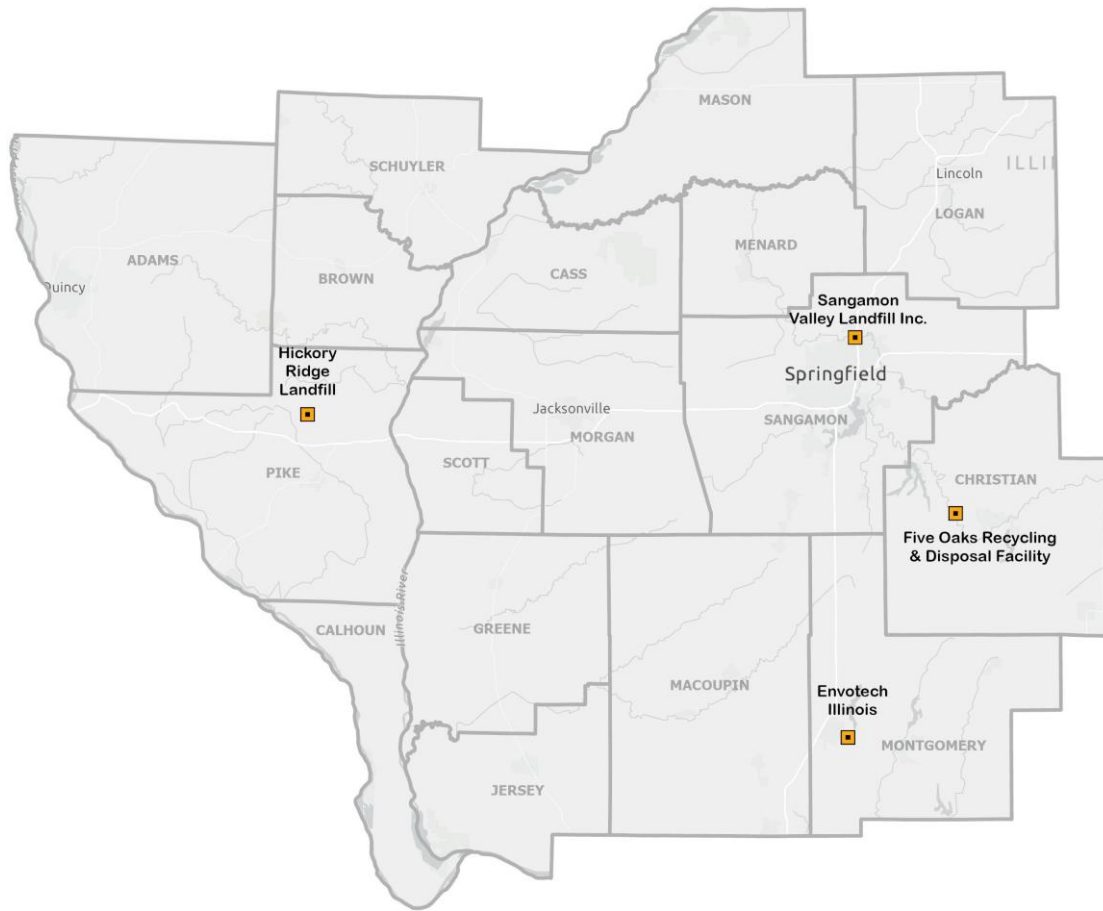 MASON
SCHUYLER
ILLI
Lincoln
LOGAN
MENARD
ADAMS
BROWN
CASS
Quincy
Sangamon
Valley Landfill Inc.
Hickory
Ridge
Landfill
Springfield
Jacksonville
SANGAMON
MORGAN
SCOTT
PIKE
CHRISTIAN
Five Oaks Recycling
& Disposal Facility
Illinois River
CALHOUN
GREENE
MACOUPIN
Envotech
Illinois
MONTGOMERY
JERSEY